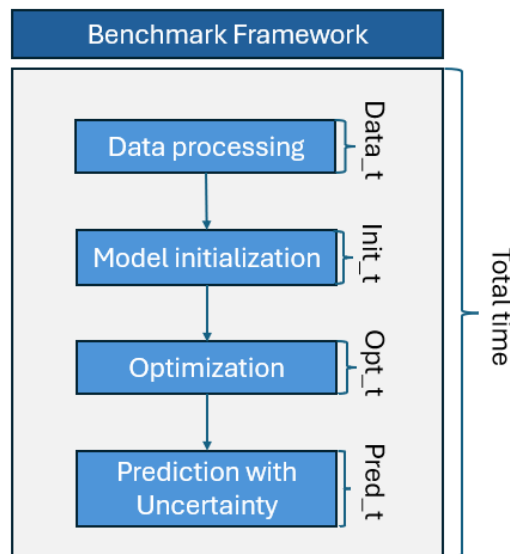 Benchmark Framework
Data processing
Data_t
Model initialization
Init_t
Optimization
Opt_t
Prediction with
Uncertainty
Pred_t
Total time